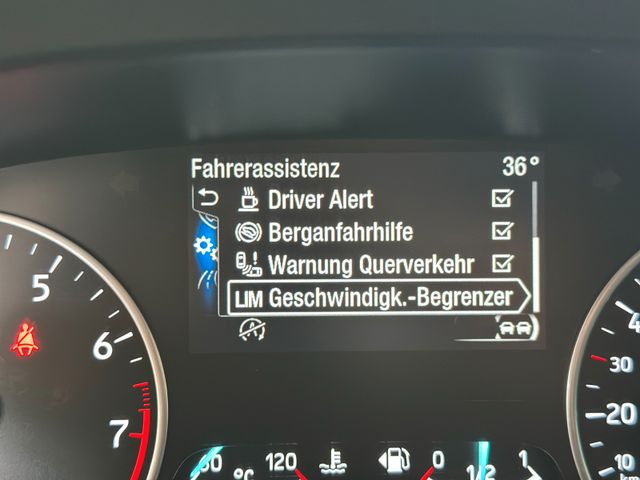 Fahrerassistenz 36°
Driver Alert
Berganfahrhilfe
Warnung Querverkehr
LIM Geschwindigk.-Begrenzer
5
6
7
30
20
10
°C
120
0
1/2
1